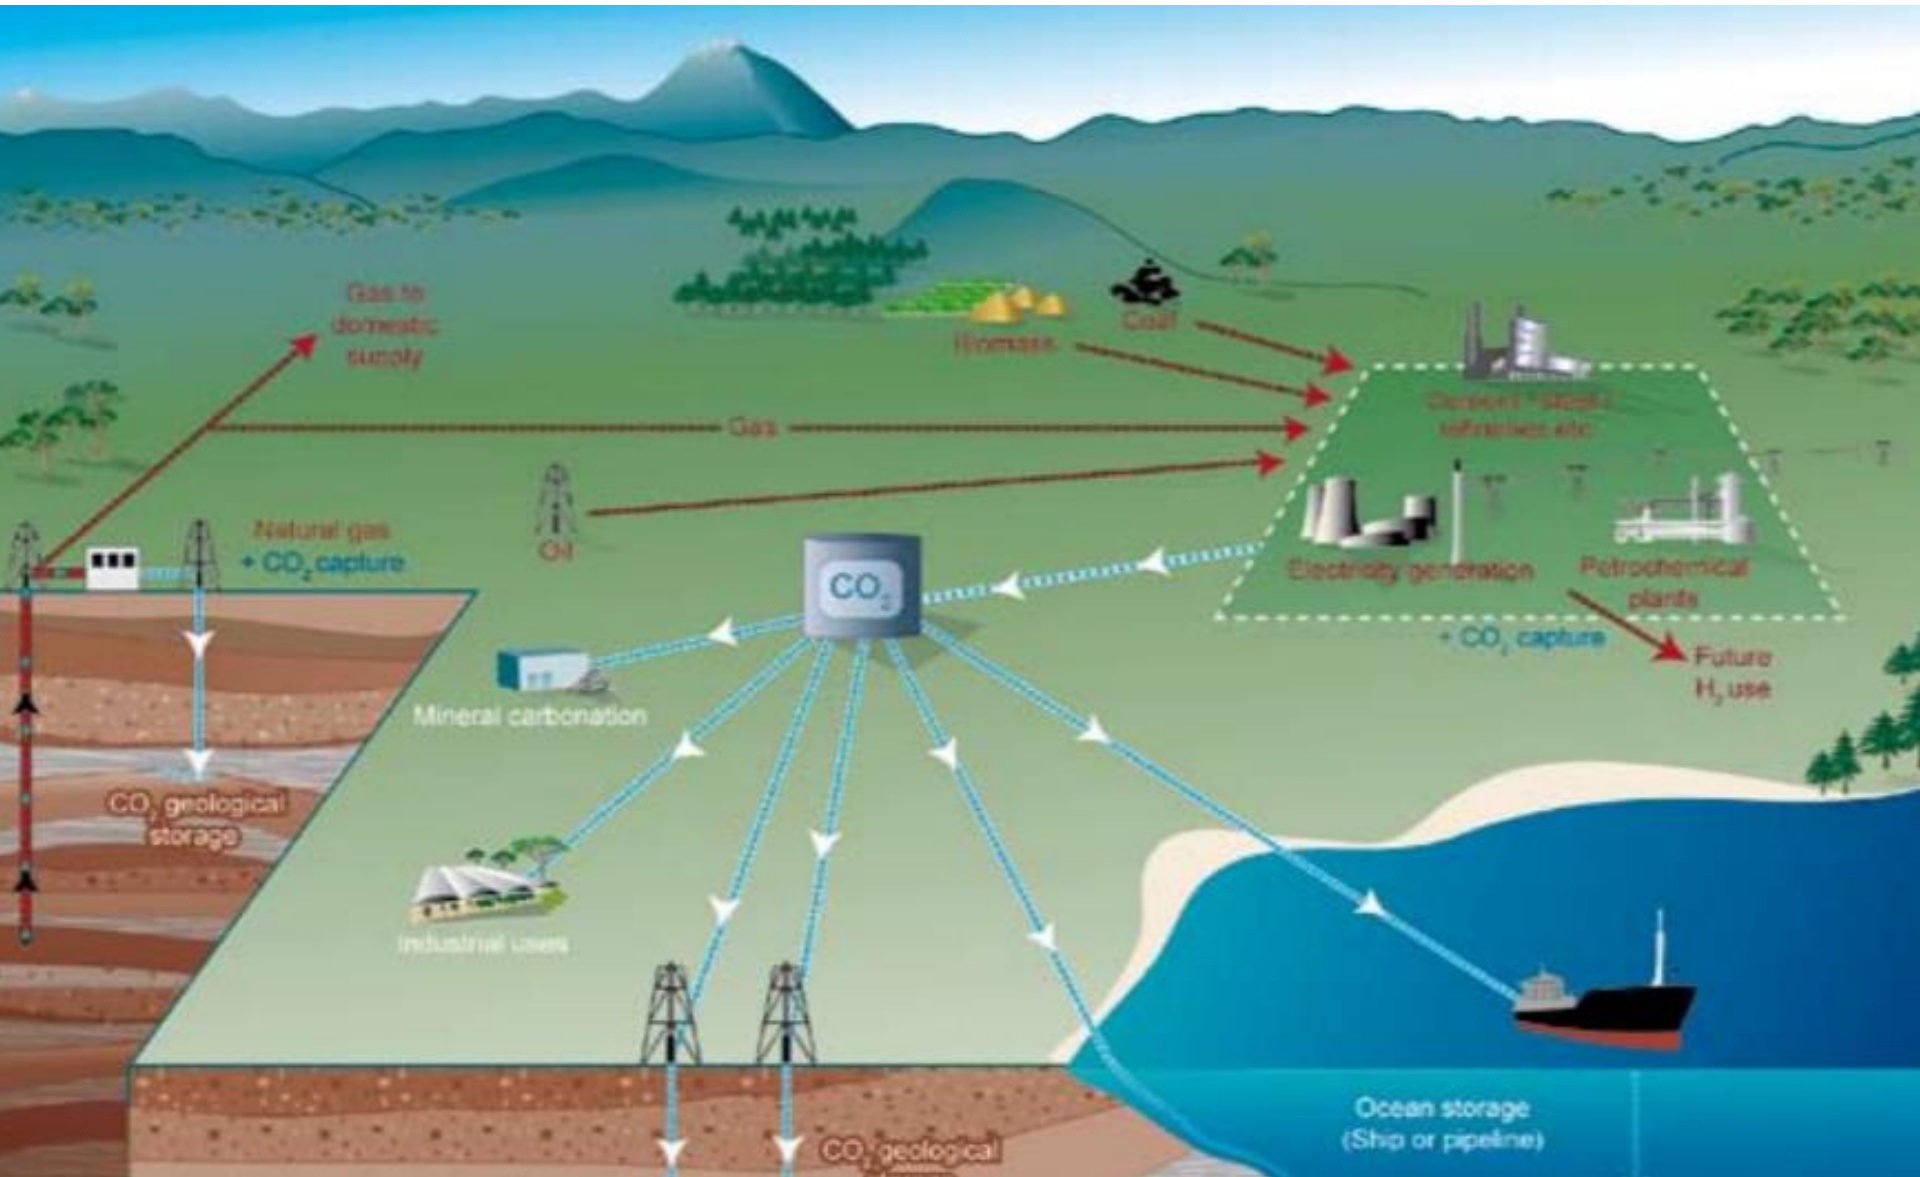 Gas to
domestic
supply
Coal
Biomass
Gas
refineries etc
Natural gas
+ CO₂ capture
Oil
CO₂
Electricity generation
Petrochemical
plants
+ CO₂ capture
Future
H₂ use
Mineral carbonation
CO₂ geological
storage
Industrial uses
Ocean storage
(Ship or pipeline)
CO₂ geological